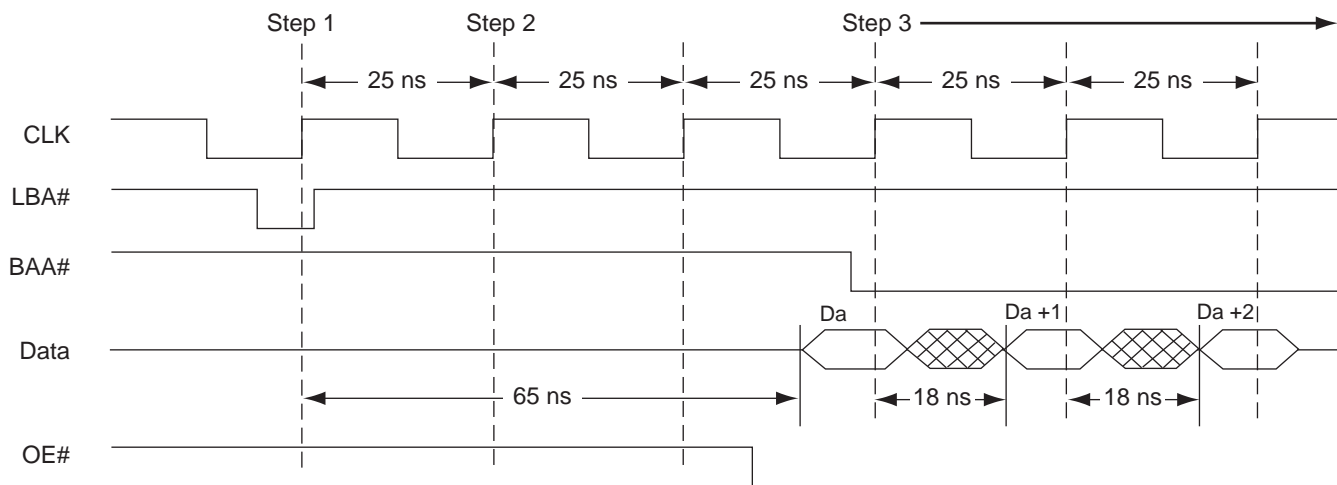 Step 1 Step 2 Step 3
25 ns 25 ns 25 ns 25 ns 25 ns
CLK
LBA#
BAA#
Da Da +1 Da +2
Data
65 ns 18 ns 18 ns
OE#